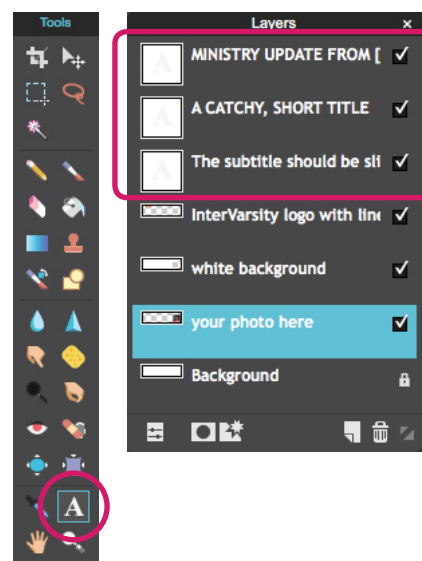 Tools
Layers x
MINISTRY UPDATE FROM [
A CATCHY, SHORT TITLE
The subtitle should be sli
InterVarsity logo with line
white background
your photo here
Background
A